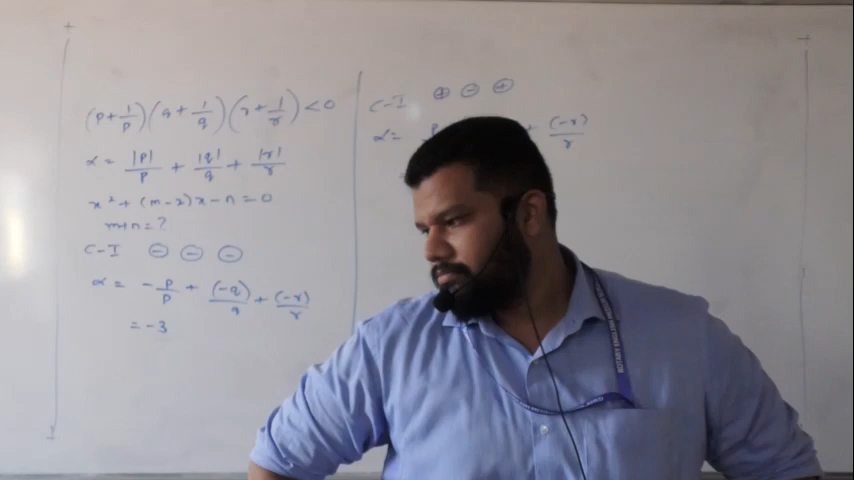 (p + 1/p)(q + 1/q)(r + 1/r) < 0
α = |p|/p + |q|/q + |r|/r
x² + (m-2)x - n = 0
m+n = ?
C-I ⊖ ⊖ ⊖
α = -p/p + (-q)/q + (-r)/r
= -3
C-I ⊕ ⊖ ⊕
α = p + (-r)/r
=